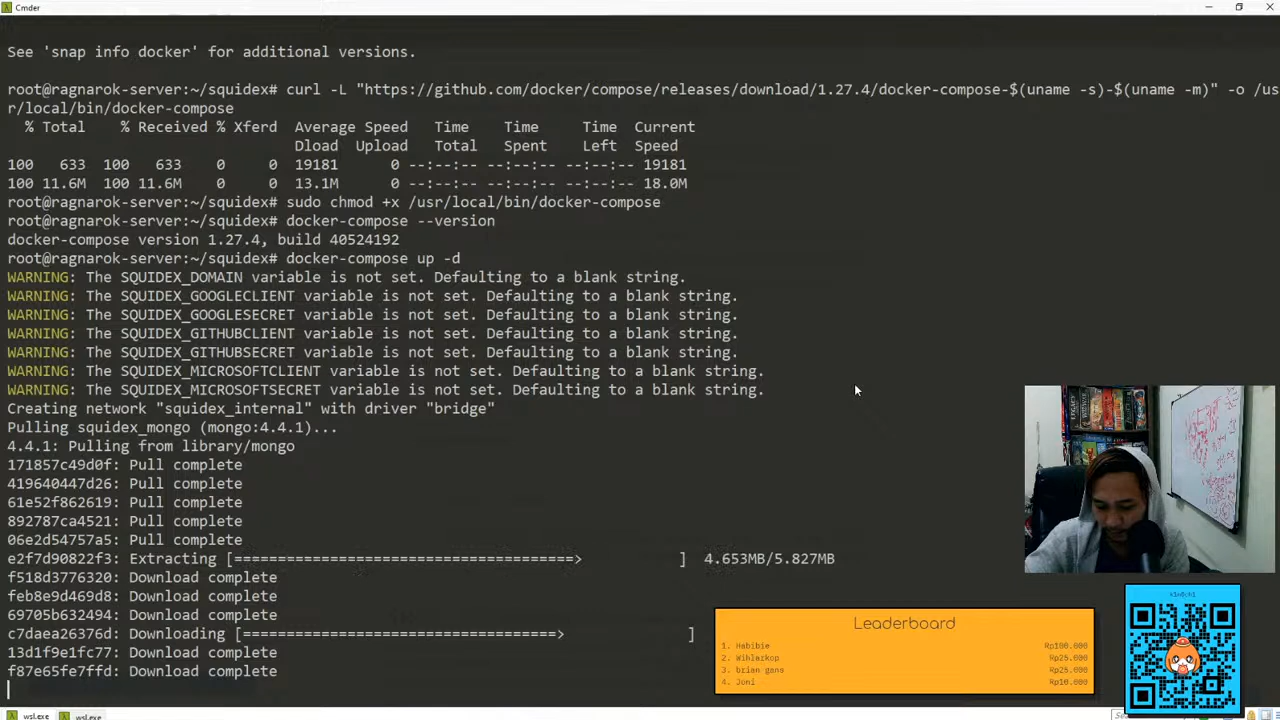 Cmder
See 'snap info docker' for additional versions.
root@ragnarok-server:~/squidex# curl -L "https://github.com/docker/compose/releases/download/1.27.4/docker-compose-$(uname -s)-$(uname -m)" -o /us
r/local/bin/docker-compose
% Total % Received % Xferd Average Speed Time Time Time Current
Dload Upload Total Spent Left Speed
100 633 100 633 0 0 19181 0 --:--:-- --:--:-- --:--:-- 19181
100 11.6M 100 11.6M 0 0 13.1M 0 --:--:-- --:--:-- --:--:-- 18.0M
root@ragnarok-server:~/squidex# sudo chmod +x /usr/local/bin/docker-compose
root@ragnarok-server:~/squidex# docker-compose --version
docker-compose version 1.27.4, build 40524192
root@ragnarok-server:~/squidex# docker-compose up -d
WARNING: The SQUIDEX_DOMAIN variable is not set. Defaulting to a blank string.
WARNING: The SQUIDEX_GOOGLECLIENT variable is not set. Defaulting to a blank string.
WARNING: The SQUIDEX_GOOGLESECRET variable is not set. Defaulting to a blank string.
WARNING: The SQUIDEX_GITHUBCLIENT variable is not set. Defaulting to a blank string.
WARNING: The SQUIDEX_GITHUBSECRET variable is not set. Defaulting to a blank string.
WARNING: The SQUIDEX_MICROSOFTCLIENT variable is not set. Defaulting to a blank string.
WARNING: The SQUIDEX_MICROSOFTSECRET variable is not set. Defaulting to a blank string.
Creating network "squidex_internal" with driver "bridge"
Pulling squidex_mongo (mongo:4.4.1)...
4.4.1: Pulling from library/mongo
171857c49d0f: Pull complete
419640447d26: Pull complete
61e52f862619: Pull complete
892787ca4521: Pull complete
06e2d54757a5: Pull complete
e2f7d90822f3: Extracting [=======================================> ] 4.653MB/5.827MB
f518d3776320: Download complete
feb8e9d469d8: Download complete
69705b632494: Download complete
c7daea26376d: Downloading [=====================================> ]
13d1f9e1fc77: Download complete
f87e65fe7ffd: Download complete
Leaderboard
1. Habibie Rp100.000
2. Wihlarkop Rp25.000
3. brian gano Rp25.000
4. Joni Rp10.000
wsl.exe wsl.exe